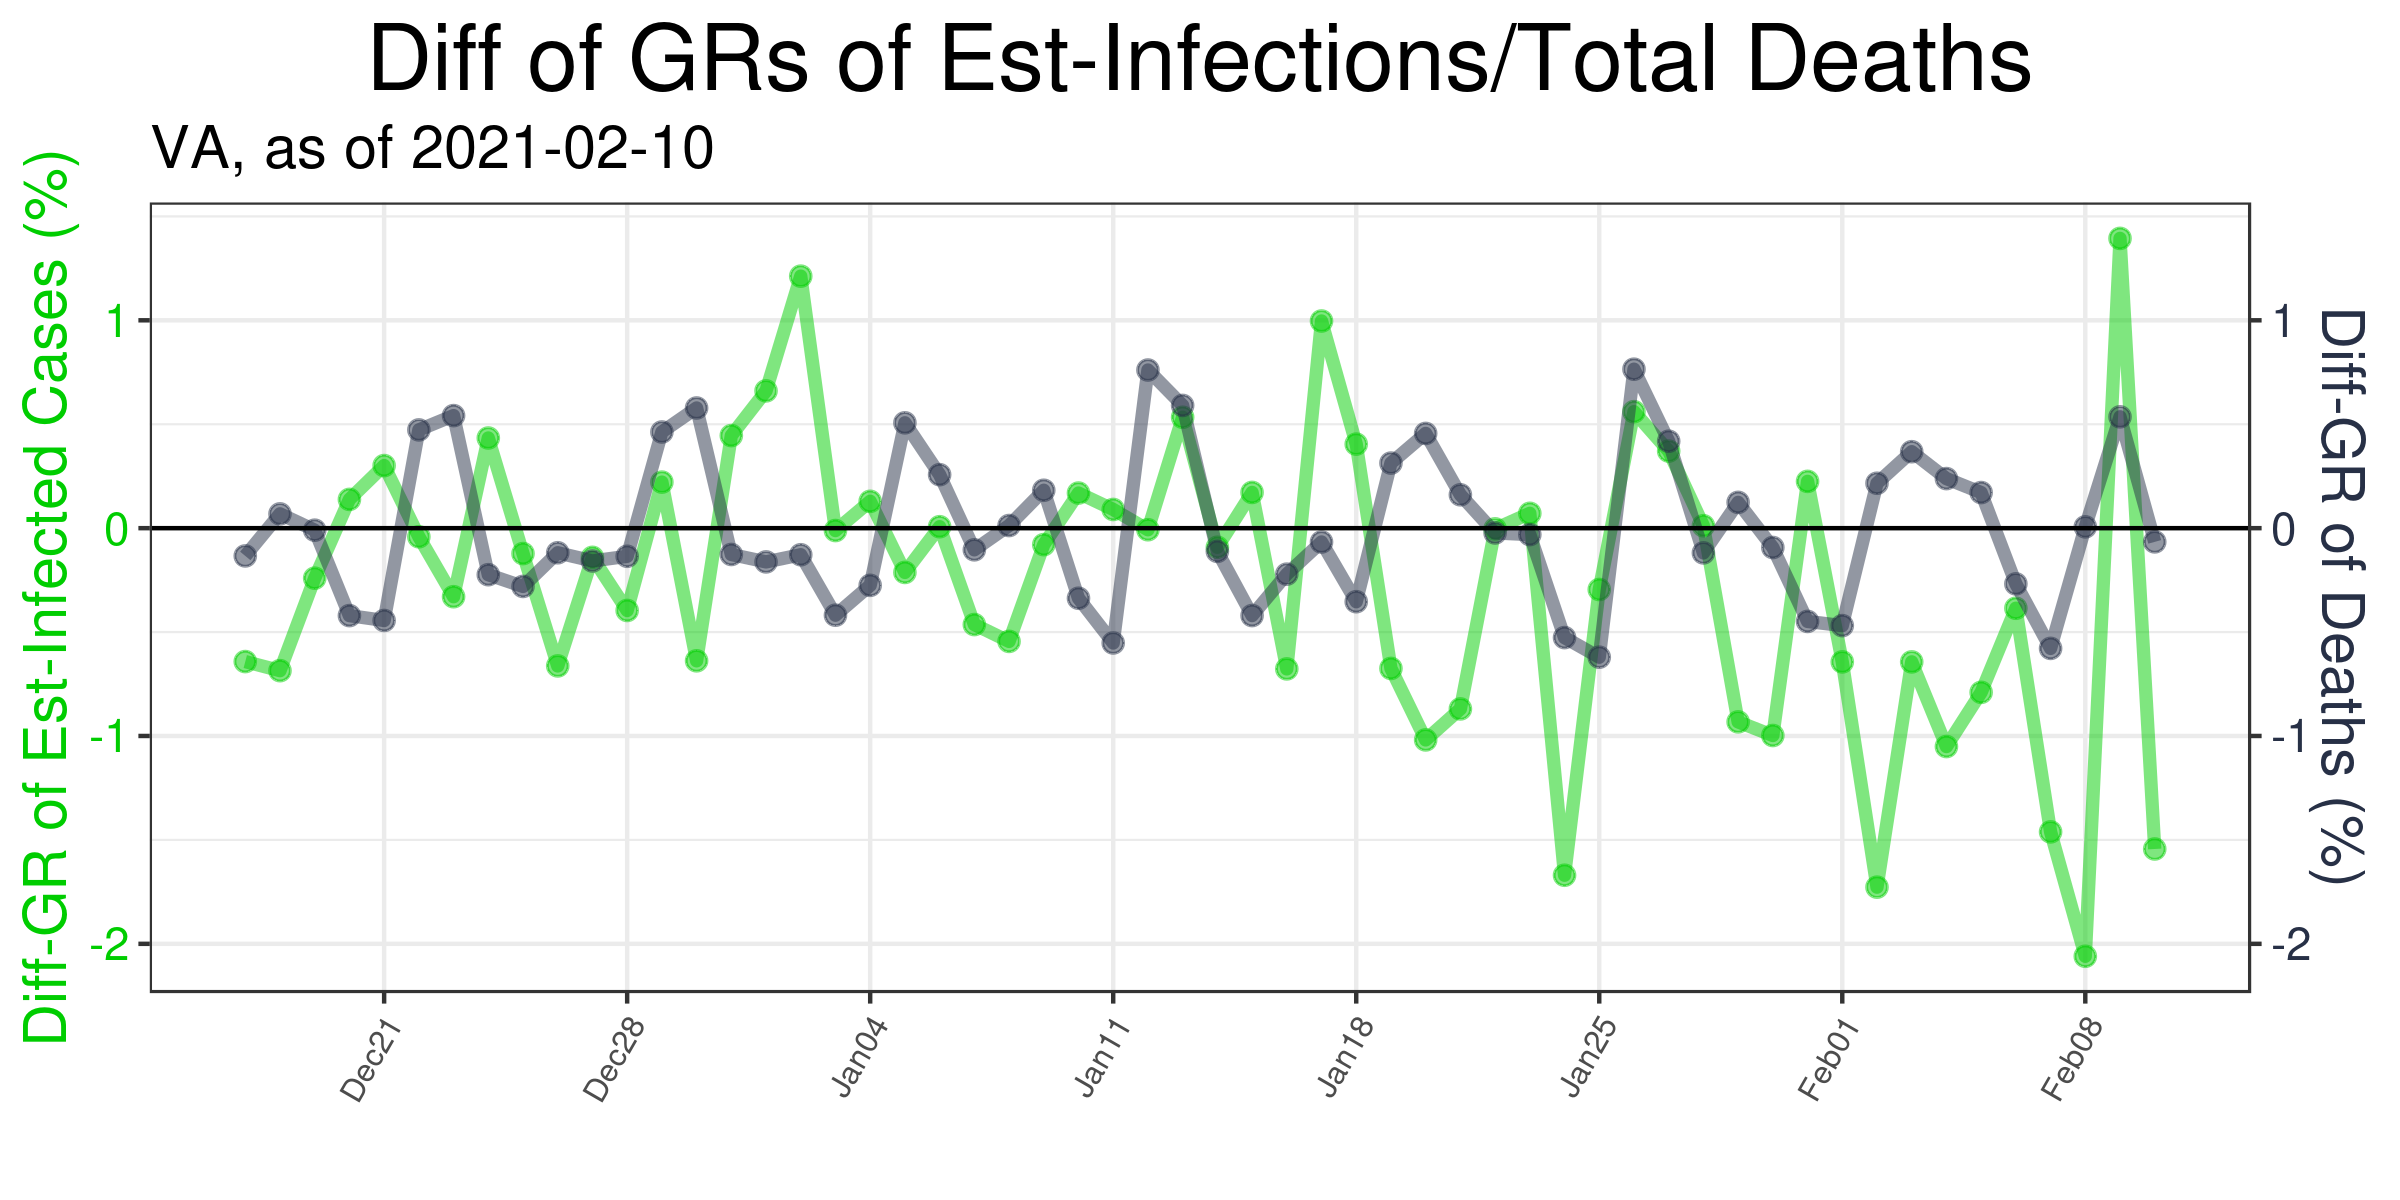 Diff of GRs of Est-Infections/Total Deaths
VA, as of 2021-02-10
Diff-GR of Est-Infected Cases (%)
1
0
-1
-2
1
0
-1
-2
Diff-GR of Deaths (%)
Dec21
Dec28
Jan04
Jan11
Jan18
Jan25
Feb01
Feb08